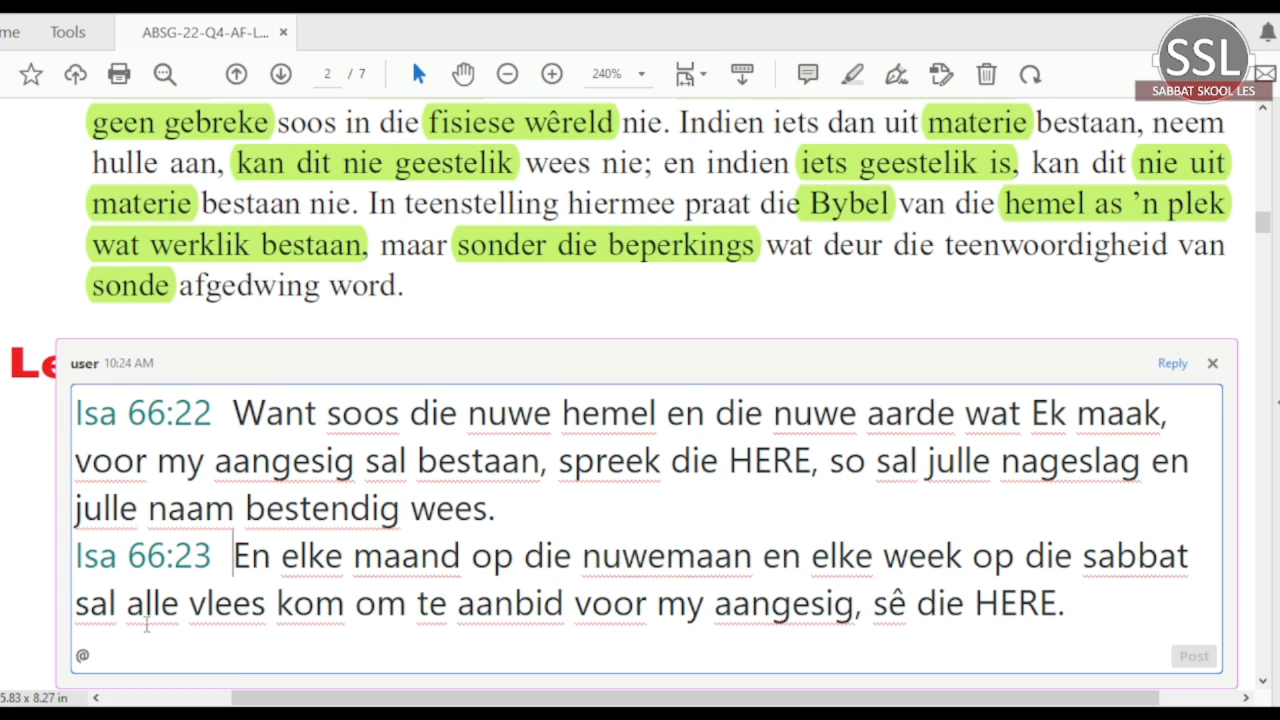 me Tools ABSG-22-Q4-AF-L... ×
SSL
SABBAT SKOOL LES
2 / 7 240%
geen gebreke soos in die fisiese wêreld nie. Indien iets dan uit materie bestaan, neem
hulle aan, kan dit nie geestelik wees nie; en indien iets geestelik is, kan dit nie uit
materie bestaan nie. In teenstelling hiermee praat die Bybel van die hemel as ’n plek
wat werklik bestaan, maar sonder die beperkings wat deur die teenwoordigheid van
sonde afgedwing word.
Le
user 10:24 AM Reply ×
Isa 66:22 Want soos die nuwe hemel en die nuwe aarde wat Ek maak,
voor my aangesig sal bestaan, spreek die HERE, so sal julle nageslag en
julle naam bestendig wees.
Isa 66:23 En elke maand op die nuwemaan en elke week op die sabbat
sal alle vlees kom om te aanbid voor my aangesig, sê die HERE.
@ Post
5.83 x 8.27 in